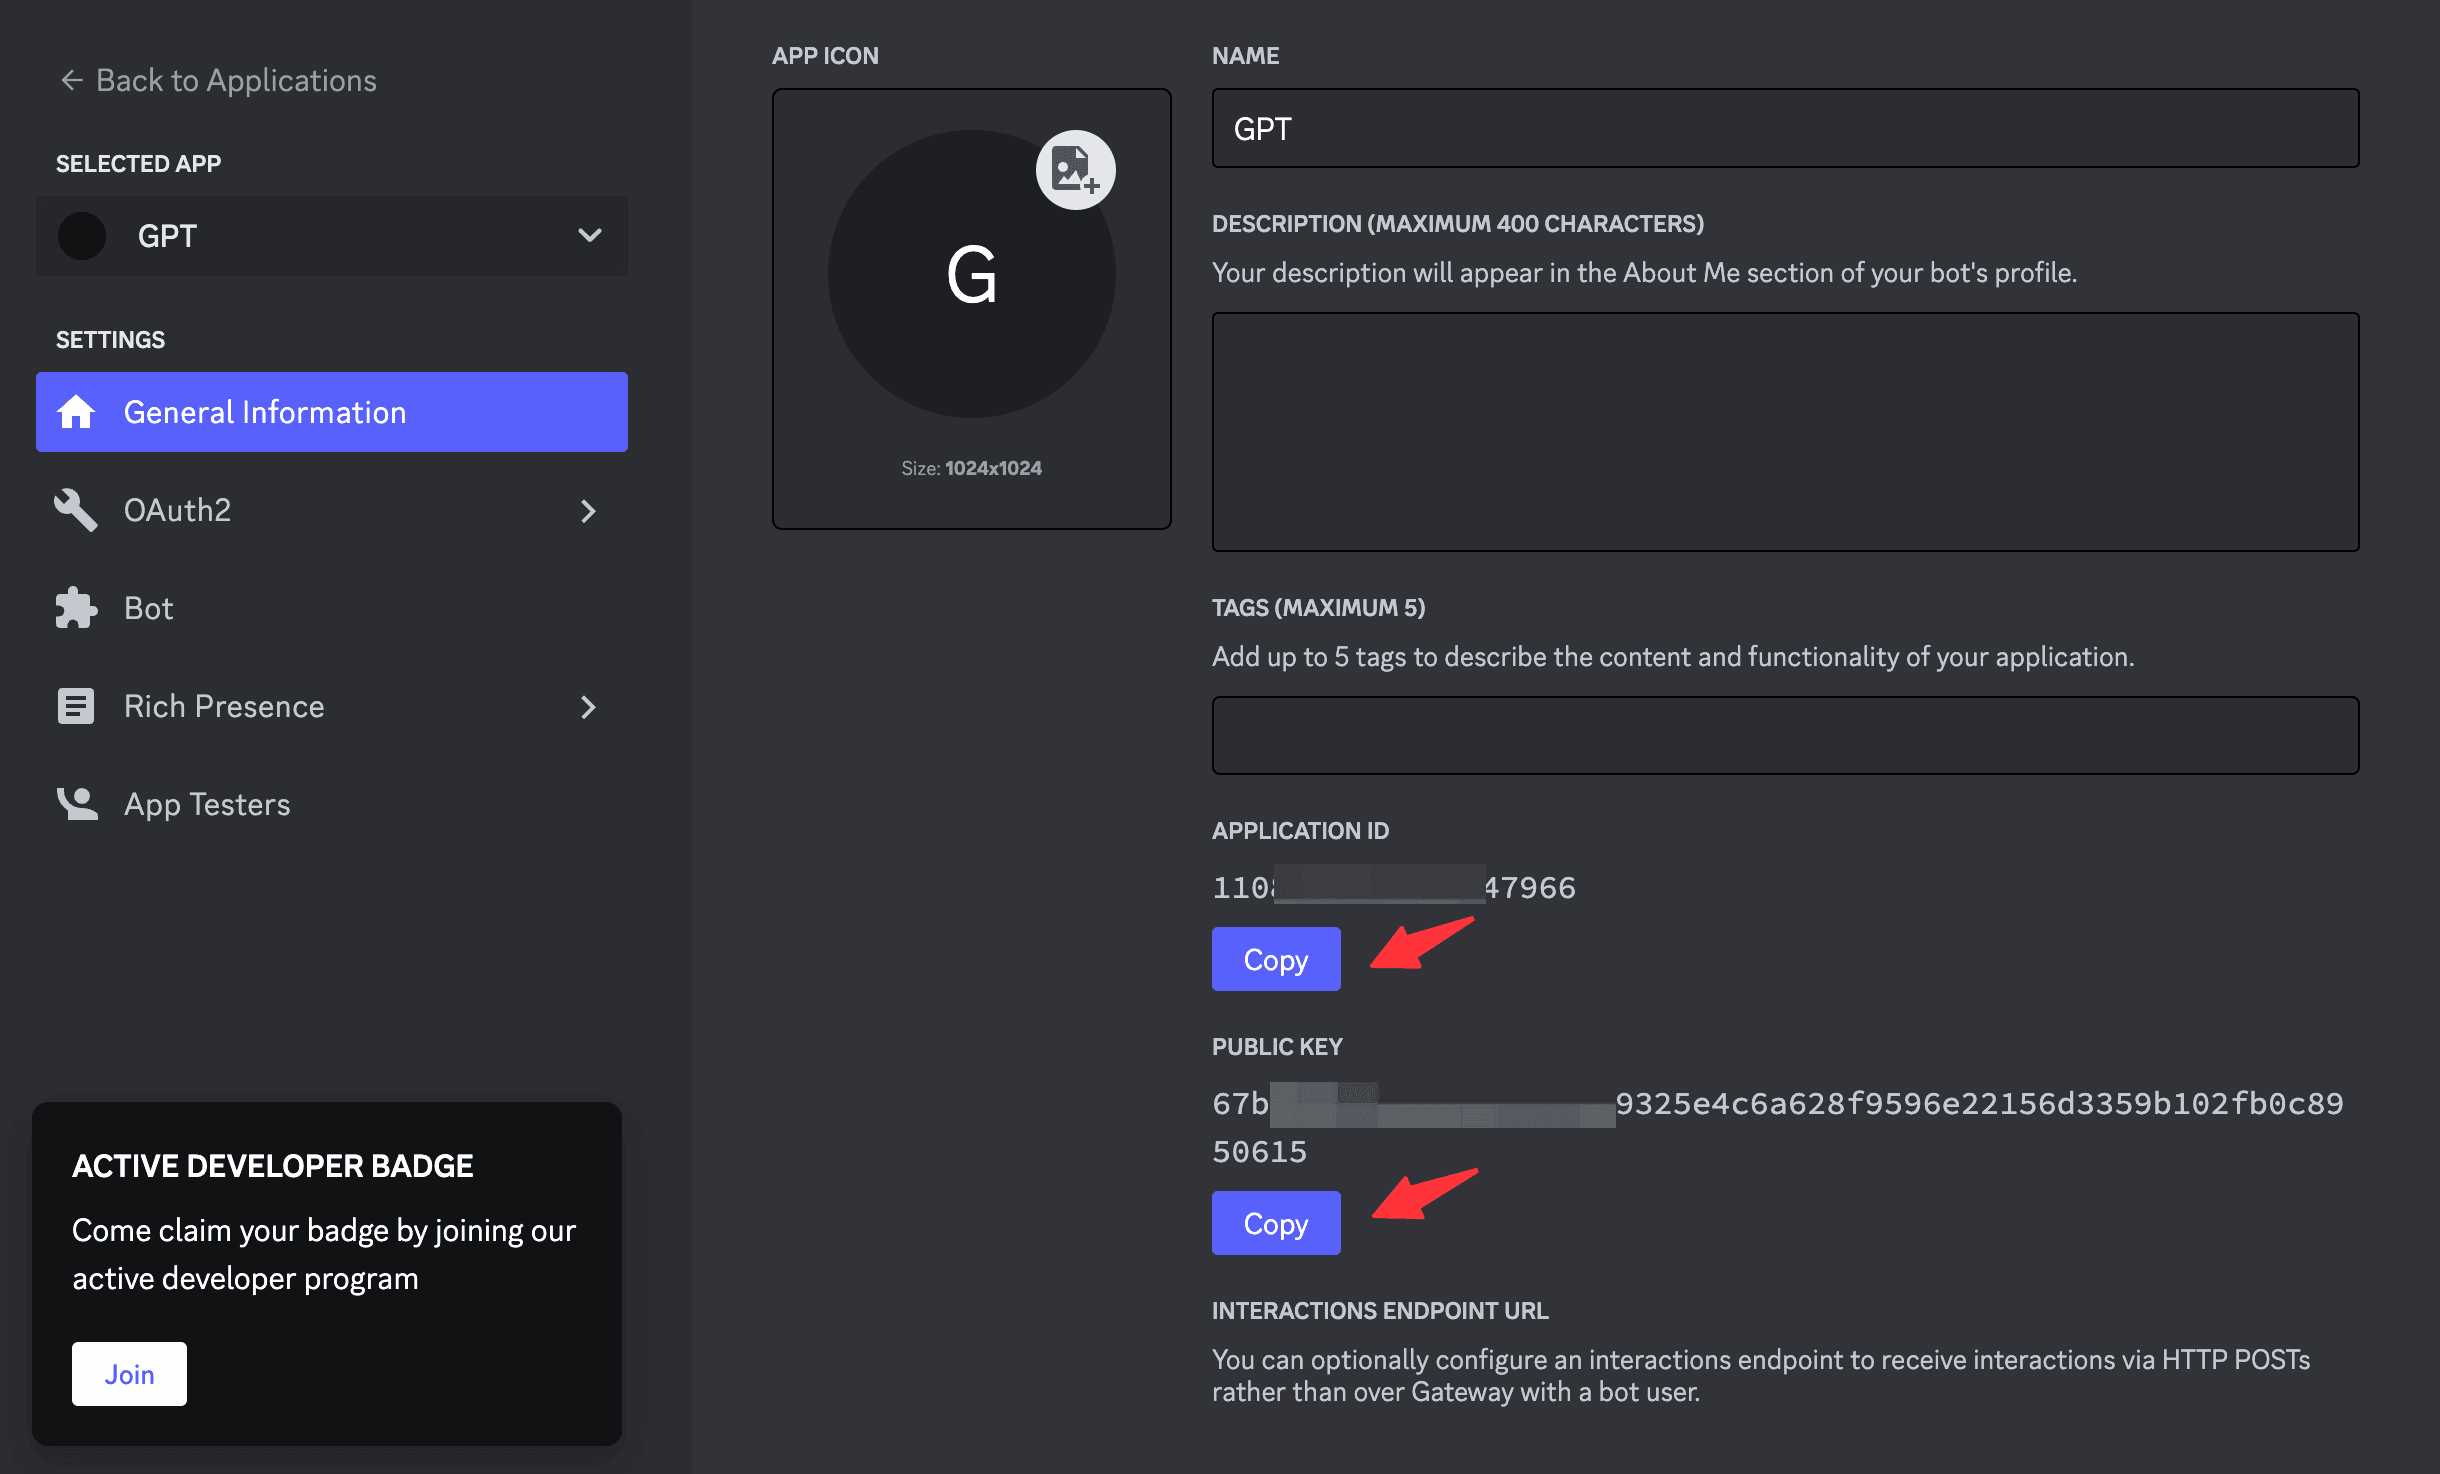 Back to Applications
SELECTED APP
GPT
SETTINGS
General Information
OAuth2
Bot
Rich Presence
App Testers
ACTIVE DEVELOPER BADGE
Come claim your badge by joining our
active developer program
Join
APP ICON
G
Size: 1024x1024
NAME
GPT
DESCRIPTION (MAXIMUM 400 CHARACTERS)
Your description will appear in the About Me section of your bot's profile.
TAGS (MAXIMUM 5)
Add up to 5 tags to describe the content and functionality of your application.
APPLICATION ID
110 47966
Copy
PUBLIC KEY
67b 9325e4c6a628f9596e22156d3359b102fb0c89
50615
Copy
INTERACTIONS ENDPOINT URL
You can optionally configure an interactions endpoint to receive interactions via HTTP POSTs
rather than over Gateway with a bot user.